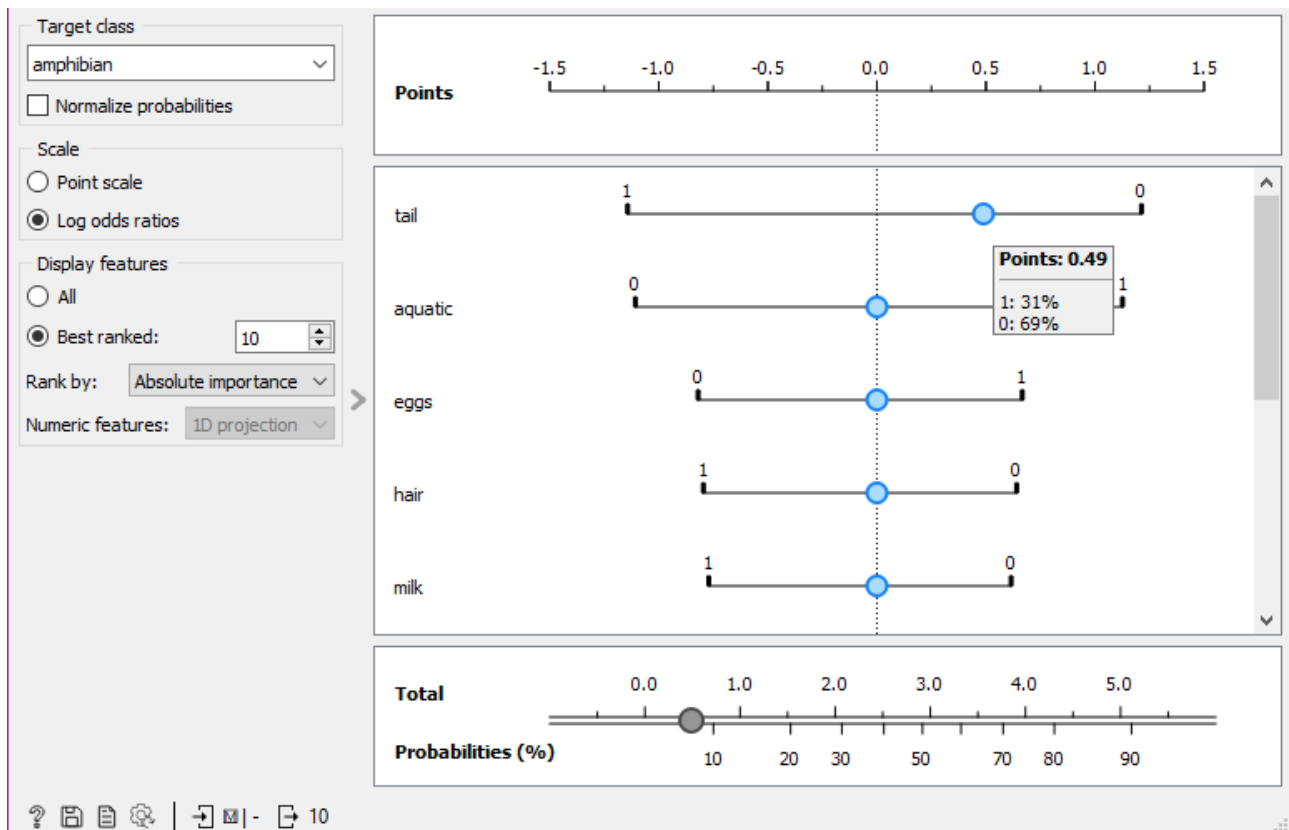 Target class
amphibian
Normalize probabilities
Scale
Point scale
Log odds ratios
Display features
All
Best ranked: 10
Rank by: Absolute importance
Numeric features: 1D projection
-1.5 -1.0 -0.5 0.0 0.5 1.0 1.5
Points
1 0
tail
Points: 0.49
1: 31%
0: 69%
0 1
aquatic
0 1
eggs
1 0
hair
1 0
milk
0.0 1.0 2.0 3.0 4.0 5.0
Total
Probabilities (%)
10 20 30 50 70 80 90
? | - 10